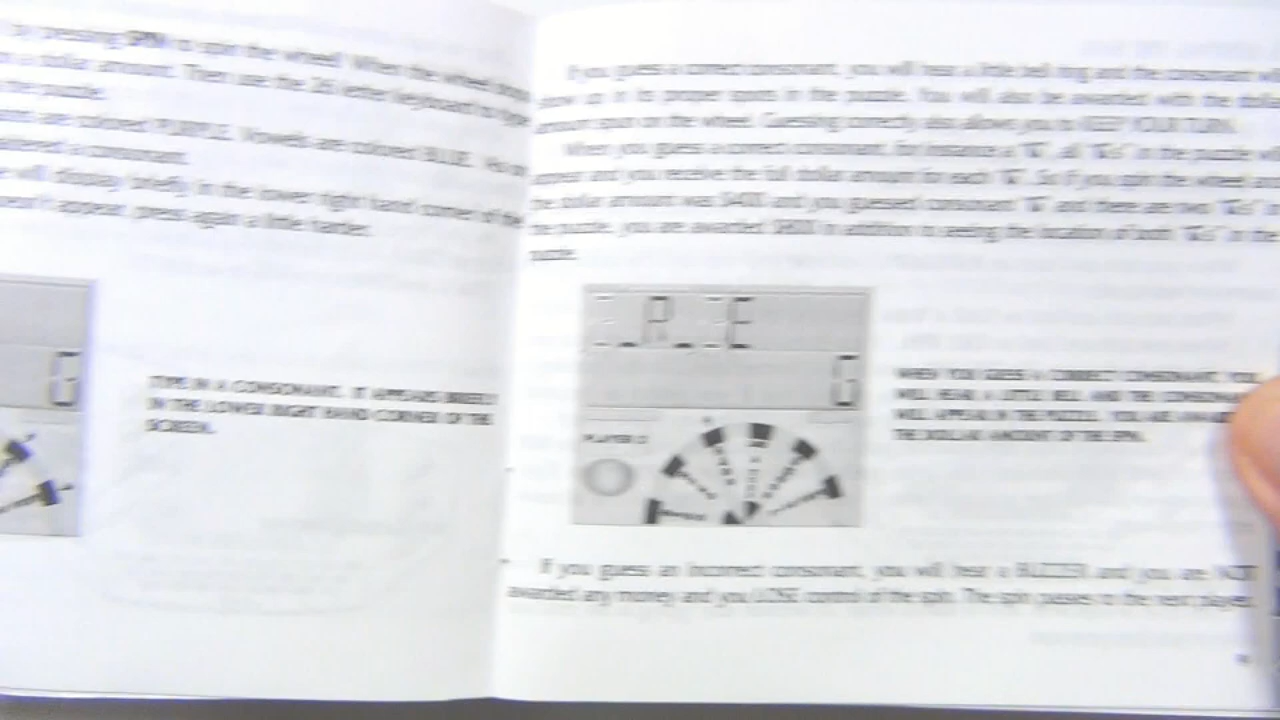 pressing SPIN to spin the wheel. When the wheel
a dollar amount. Then use the 26 letter keyboard
the puzzle.
are colored PURPLE. Vowels are colored BLUE.
a consonant.
will display briefly in the lower right hand corner of the
appear, press again a little harder.
G
TYPE IN A CONSONANT. IT APPEARS BRIEFLY
IN THE LOWER RIGHT HAND CORNER OF THE
SCREEN.
If you guess a correct consonant, you will hear a little bell ring and the consonant will
show up in its proper spots in the puzzle. You will also be awarded with the dollar
amount spun on the wheel. Guessing correctly also allows you to KEEP YOUR TURN.
When you guess a correct consonant, for instance a all in the puzzle will
appear and you receive the full dollar amount for each So if you spin the wheel and
the dollar amount was $400 and you guessed consonant and there are two in
the puzzle, you are awarded $800 in addition to seeing the location of both in the
puzzle.
_R_ E
G
PLAYER
WHEN YOU GUESS A CORRECT CONSONANT, YOU
WILL HEAR A LITTLE BELL, AND THE CONSONANT
WILL APPEAR IN THE PUZZLE. YOU ARE
THE DOLLAR AMOUNT OF THE SPIN.
If you guess an incorrect consonant, you will hear a BUZZER and you are NOT
awarded any money and you LOSE control of the spin. The spin passes to the next player.